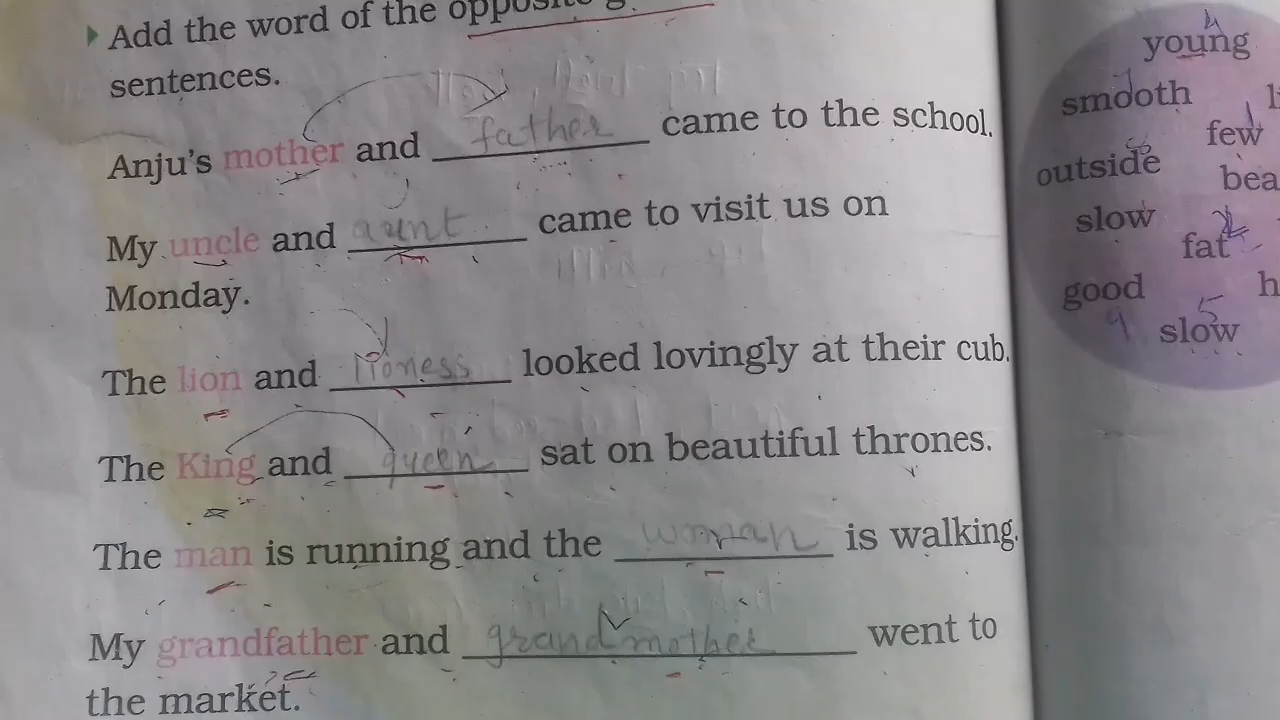 Add the word of the opposite
sentences.
Anju's mother and father came to the school.
My uncle and aunt came to visit us on
Monday.
The lion and lioness looked lovingly at their cub.
The King and queen sat on beautiful thrones.
The man is running and the woman is walking.
My grandfather and grandmother went to
the market.
young
smooth
few
outside
bea
slow
fat
good
h
slow